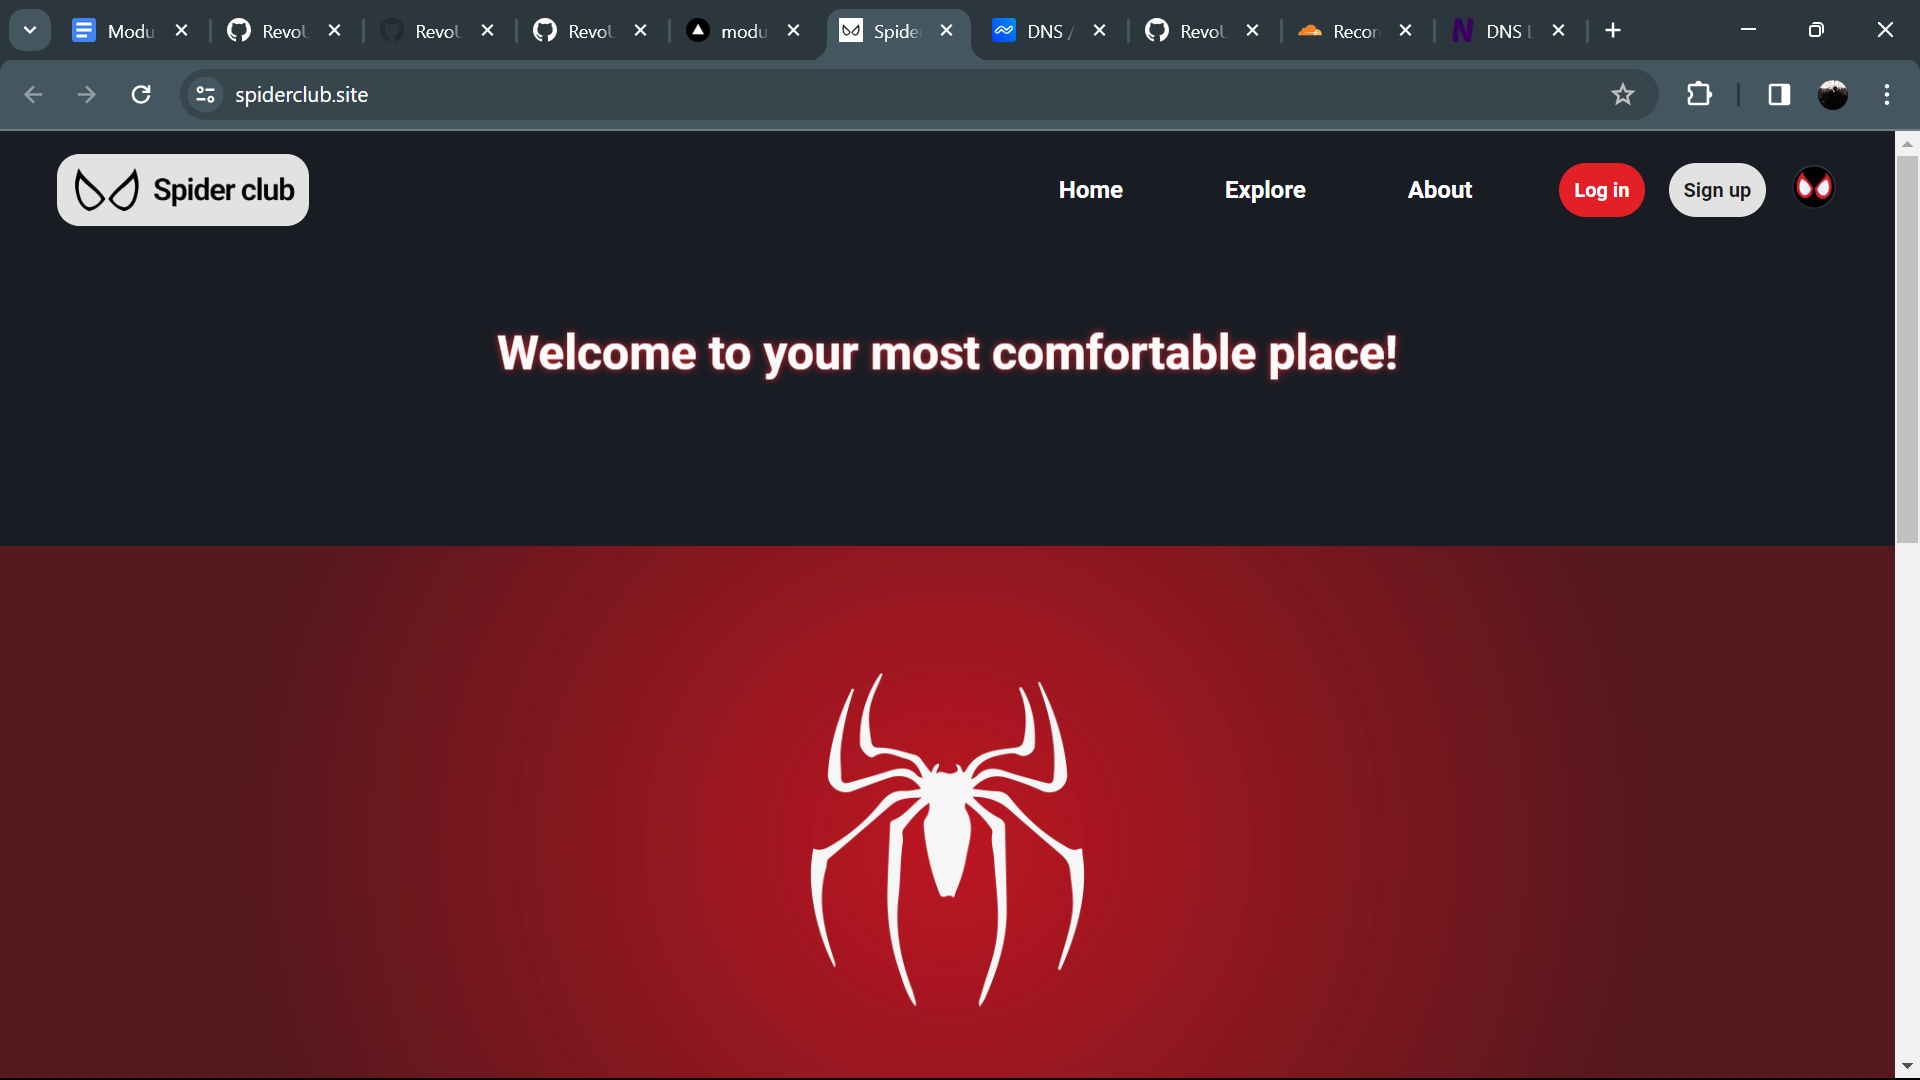 Modu
Revol
Revol
Revol
modu
Spide
DNS /
Revol
Recor
DNS L
spiderclub.site
Spider club
Home
Explore
About
Log in
Sign up
Welcome to your most comfortable place!